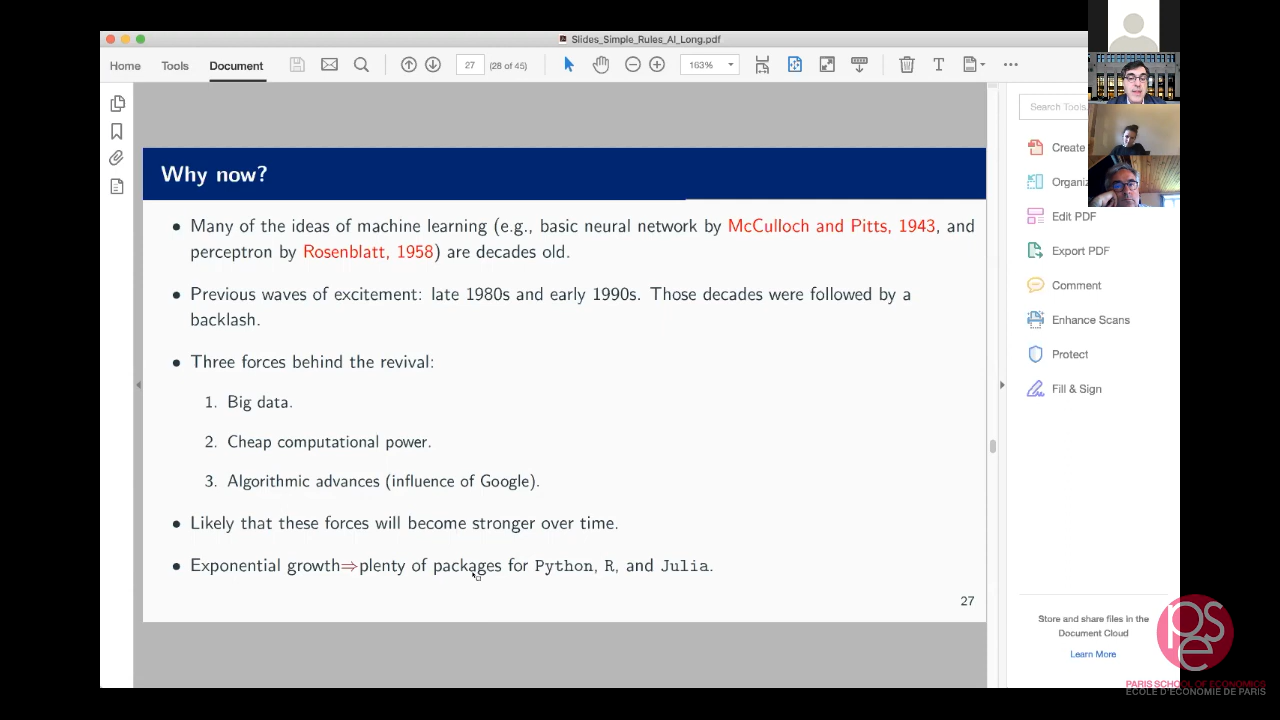 Slides_Simple_Rules_AI_Long.pdf
Home
Tools
Document
27
(28 of 45)
163%
Search Tools
Create
Organiz
Edit PDF
Export PDF
Comment
Enhance Scans
Protect
Fill & Sign
Why now?
• Many of the ideas of machine learning (e.g., basic neural network by McCulloch and Pitts, 1943, and
perceptron by Rosenblatt, 1958) are decades old.
• Previous waves of excitement: late 1980s and early 1990s. Those decades were followed by a
backlash.
• Three forces behind the revival:
1. Big data.
2. Cheap computational power.
3. Algorithmic advances (influence of Google).
• Likely that these forces will become stronger over time.
• Exponential growth⇒plenty of packages for Python, R, and Julia.
27
Store and share files in the
Document Cloud
Learn More
pse
PARIS SCHOOL OF ECONOMICS
ÉCOLE D'ÉCONOMIE DE PARIS